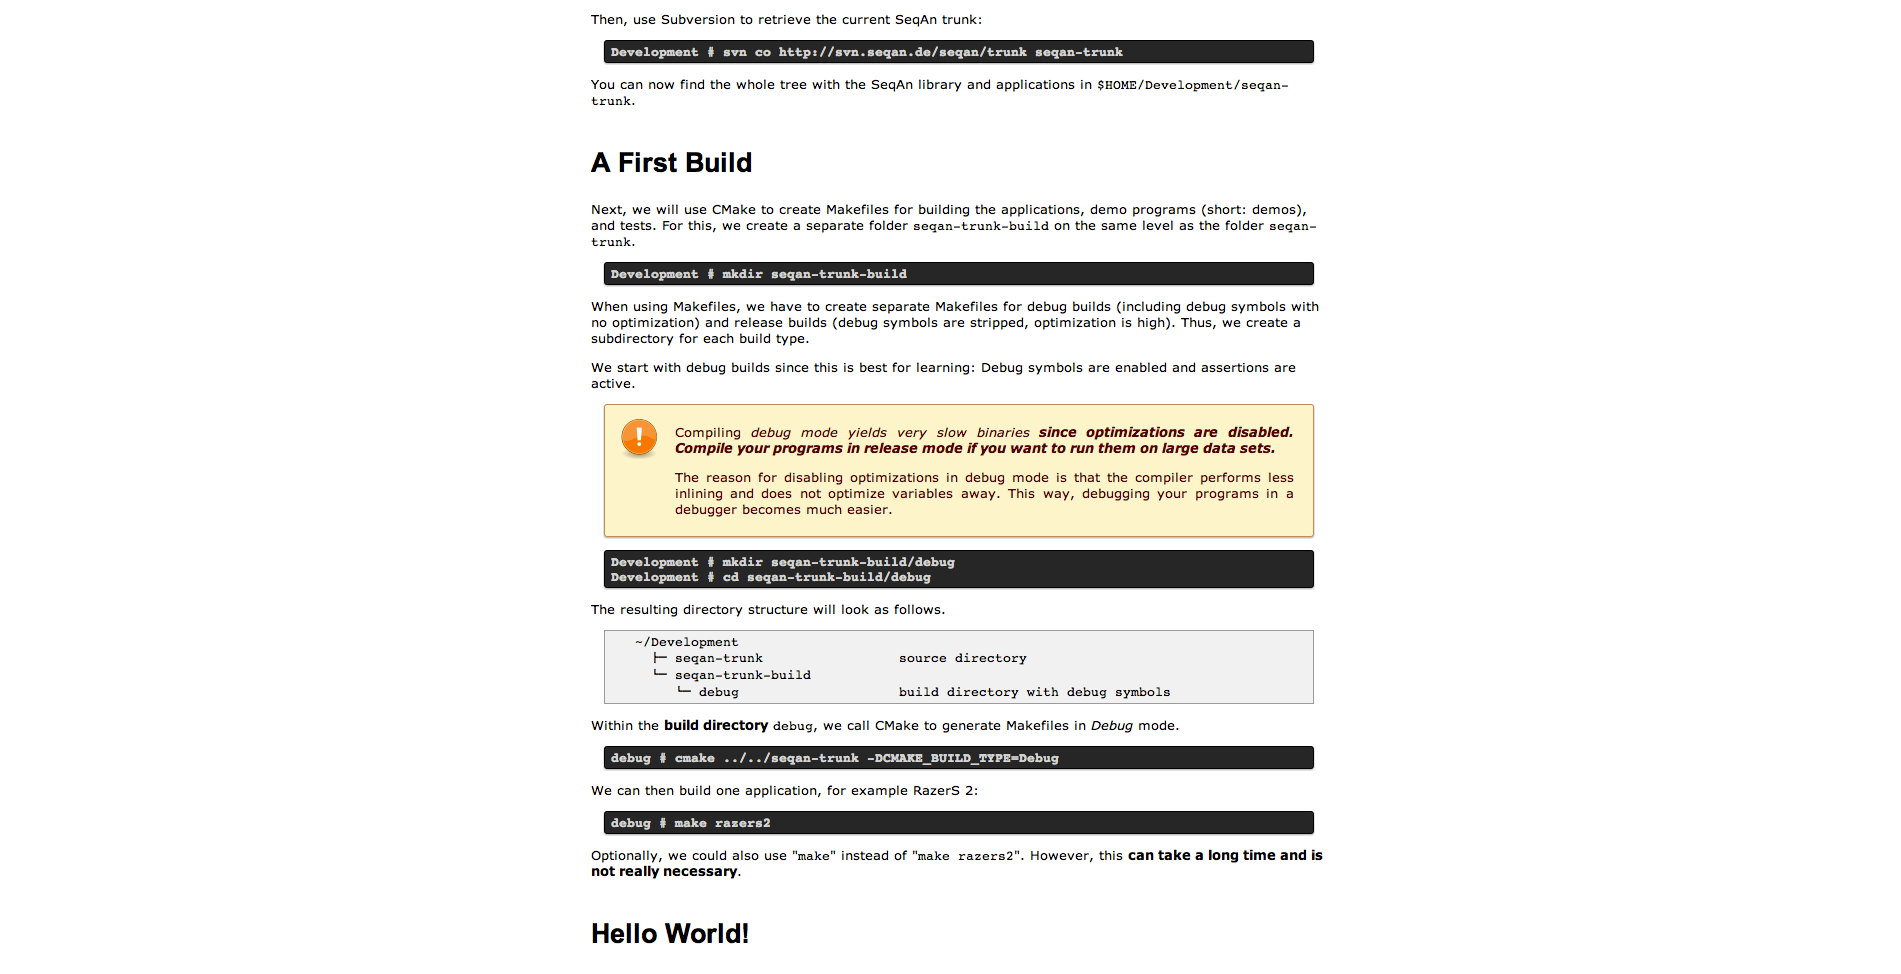 Then, use Subversion to retrieve the current SeqAn trunk:
Development # svn co http://svn.seqan.de/seqan/trunk seqan-trunk
You can now find the whole tree with the SeqAn library and applications in $HOME/Development/seqan-
trunk.
A First Build
Next, we will use CMake to create Makefiles for building the applications, demo programs (short: demos),
and tests. For this, we create a separate folder seqan-trunk-build on the same level as the folder seqan-
trunk.
Development # mkdir seqan-trunk-build
When using Makefiles, we have to create separate Makefiles for debug builds (including debug symbols with
no optimization) and release builds (debug symbols are stripped, optimization is high). Thus, we create a
subdirectory for each build type.
We start with debug builds since this is best for learning: Debug symbols are enabled and assertions are
active.
Compiling debug mode yields very slow binaries since optimizations are disabled.
Compile your programs in release mode if you want to run them on large data sets.
The reason for disabling optimizations in debug mode is that the compiler performs less
inlining and does not optimize variables away. This way, debugging your programs in a
debugger becomes much easier.
Development # mkdir seqan-trunk-build/debug
Development # cd seqan-trunk-build/debug
The resulting directory structure will look as follows.
~/Development
├─ seqan-trunk source directory
└─ seqan-trunk-build
└─ debug build directory with debug symbols
Within the build directory debug, we call CMake to generate Makefiles in Debug mode.
debug # cmake ../../seqan-trunk -DCMAKE_BUILD_TYPE=Debug
We can then build one application, for example RazerS 2:
debug # make razers2
Optionally, we could also use "make" instead of "make razers2". However, this can take a long time and is
not really necessary.
Hello World!